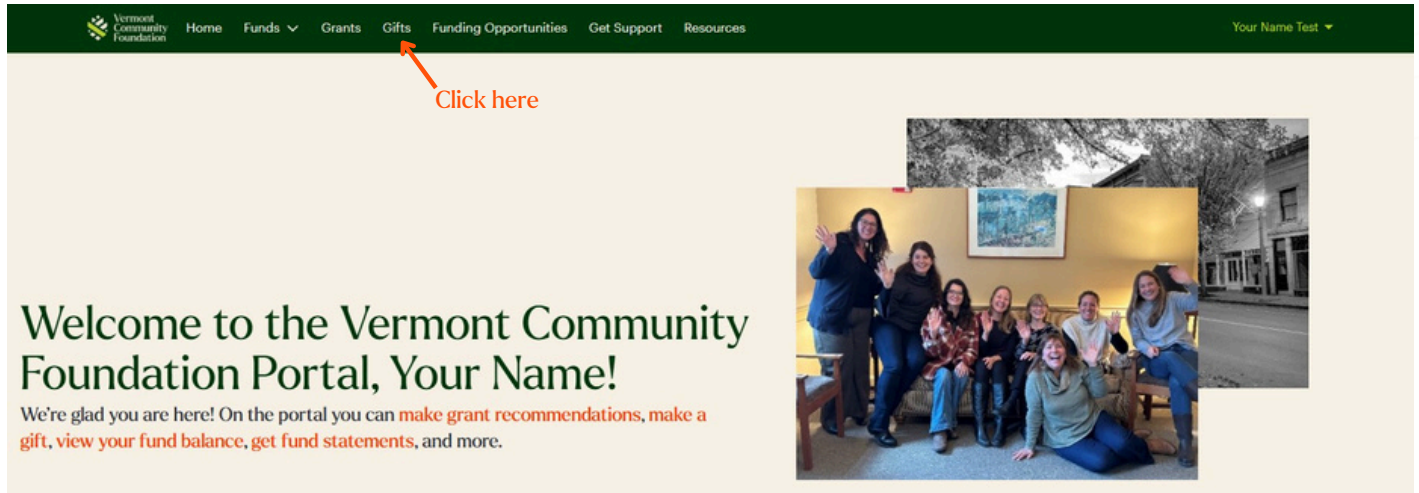 Vermont
Community
Foundation
Home Funds Grants Gifts Funding Opportunities Get Support Resources
Your Name Test
Click here
Welcome to the Vermont Community
Foundation Portal, Your Name!
We're glad you are here! On the portal you can make grant recommendations, make a
gift, view your fund balance, get fund statements, and more.